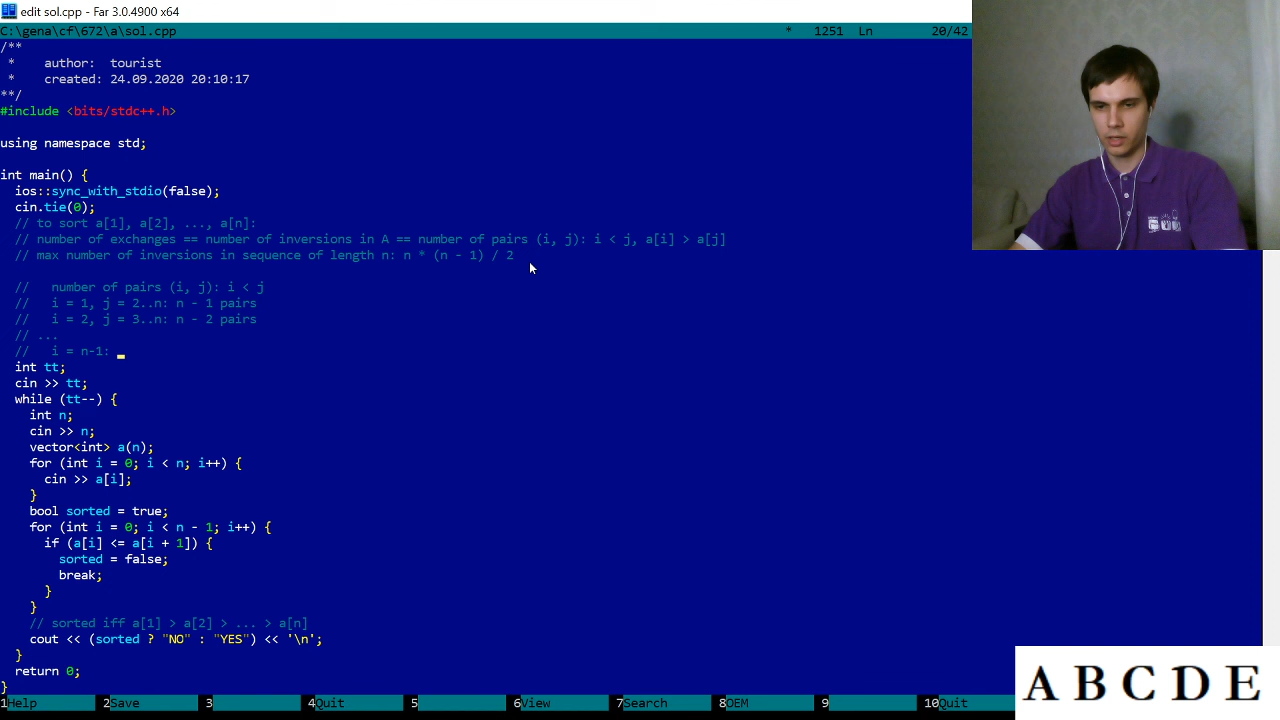 edit sol.cpp - Far 3.0.4900 x64
C:\gena\cf\672\a\sol.cpp * 1251 Ln 20/42
/**
 *    author:  tourist
 *    created: 24.09.2020 20:10:17
**/
#include <bits/stdc++.h>
using namespace std;
int main() {
  ios::sync_with_stdio(false);
  cin.tie(0);
  // to sort a[1], a[2], ..., a[n]:
  // number of exchanges == number of inversions in A == number of pairs (i, j): i < j, a[i] > a[j]
  // max number of inversions in sequence of length n: n * (n - 1) / 2
  //   number of pairs (i, j): i < j
  //   i = 1, j = 2..n: n - 1 pairs
  //   i = 2, j = 3..n: n - 2 pairs
  // ...
  //   i = n-1:
  int tt;
  cin >> tt;
  while (tt--) {
    int n;
    cin >> n;
    vector<int> a(n);
    for (int i = 0; i < n; i++) {
      cin >> a[i];
    }
    bool sorted = true;
    for (int i = 0; i < n - 1; i++) {
      if (a[i] <= a[i + 1]) {
        sorted = false;
        break;
      }
    }
    // sorted iff a[1] > a[2] > ... > a[n]
    cout << (sorted ? "NO" : "YES") << '\n';
  }
  return 0;
}
1Help 2Save 3 4Quit 5 6View 7Search 8OEM 9 10Quit
A B C D E